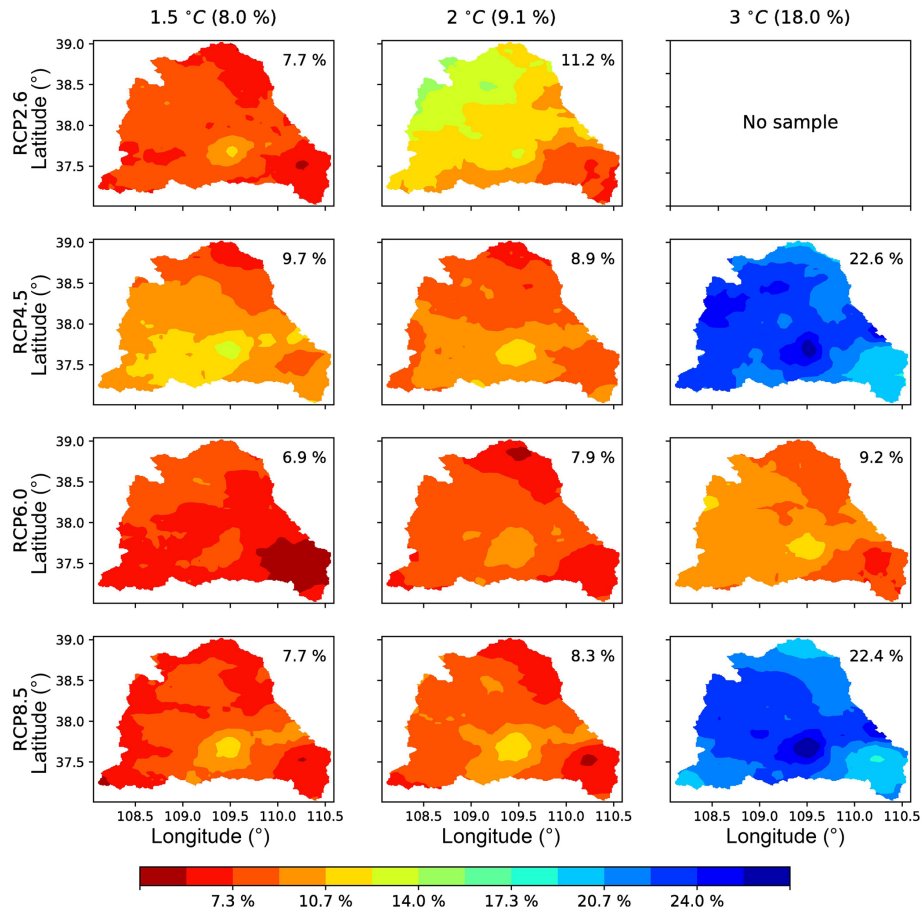 1.5 °C (8.0 %) 2 °C (9.1 %) 3 °C (18.0 %)
RCP2.6
Latitude (°)
39.0
38.5
38.0
37.5
7.7 %
11.2 %
No sample
RCP4.5
Latitude (°)
39.0
38.5
38.0
37.5
9.7 %
8.9 %
22.6 %
RCP6.0
Latitude (°)
39.0
38.5
38.0
37.5
6.9 %
7.9 %
9.2 %
RCP8.5
Latitude (°)
39.0
38.5
38.0
37.5
7.7 %
8.3 %
22.4 %
108.5 109.0 109.5 110.0 110.5 108.5 109.0 109.5 110.0 110.5 108.5 109.0 109.5 110.0 110.5
Longitude (°) Longitude (°) Longitude (°)
7.3 % 10.7 % 14.0 % 17.3 % 20.7 % 24.0 %